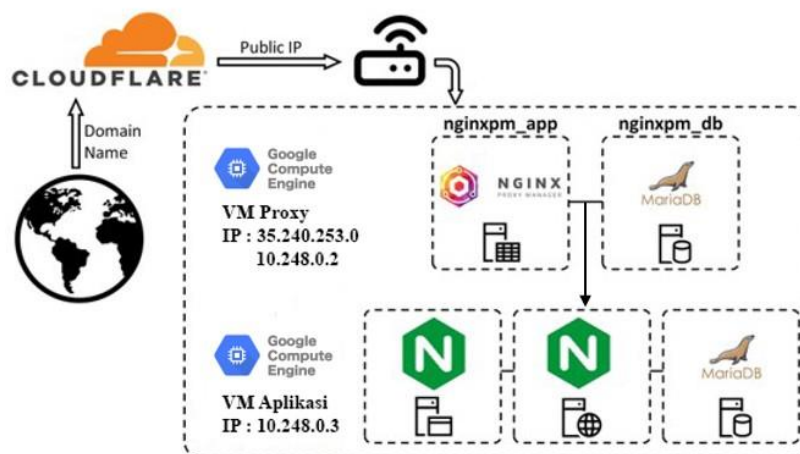 CLOUDFLARE
Public IP
Domain
Name
nginxpm_app
nginxpm_db
Google
Compute
Engine
VM Proxy
IP : 35.240.253.0
10.248.0.2
NGINX
PROXY MANAGER
MariaDB
Google
Compute
Engine
VM Aplikasi
IP : 10.248.0.3
N
N
MariaDB